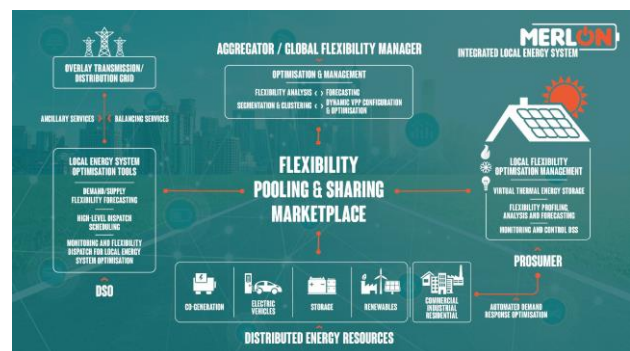 MERLON
INTEGRATED LOCAL ENERGY SYSTEM
AGGREGATOR / GLOBAL FLEXIBILITY MANAGER
OPTIMISATION & MANAGEMENT
FLEXIBILITY ANALYSIS < > FORECASTING
SEGMENTATION & CLUSTERING < > DYNAMIC VPP CONFIGURATION
& OPTIMISATION
OVERLAY TRANSMISSION/
DISTRIBUTION GRID
ANCILLARY SERVICES
BALANCING SERVICES
LOCAL ENERGY SYSTEM
OPTIMISATION TOOLS
DEMAND/SUPPLY
FLEXIBILITY FORECASTING
HIGH-LEVEL DISPATCH
SCHEDULING
MONITORING AND FLEXIBILITY
DISPATCH FOR LOCAL ENERGY
SYSTEM OPTIMISATION
DSO
FLEXIBILITY
POOLING & SHARING
MARKETPLACE
LOCAL FLEXIBILITY
OPTIMISATION MANAGEMENT
VIRTUAL THERMAL ENERGY STORAGE
FLEXIBILITY PROFILING,
ANALYSIS AND FORECASTING
MONITORING AND CONTROL DSS
PROSUMER
AUTOMATED DEMAND
RESPONSE OPTIMISATION
CO-GENERATION
ELECTRIC
VEHICLES
STORAGE
RENEWABLES
COMMERCIAL
INDUSTRIAL
RESIDENTIAL
DISTRIBUTED ENERGY RESOURCES